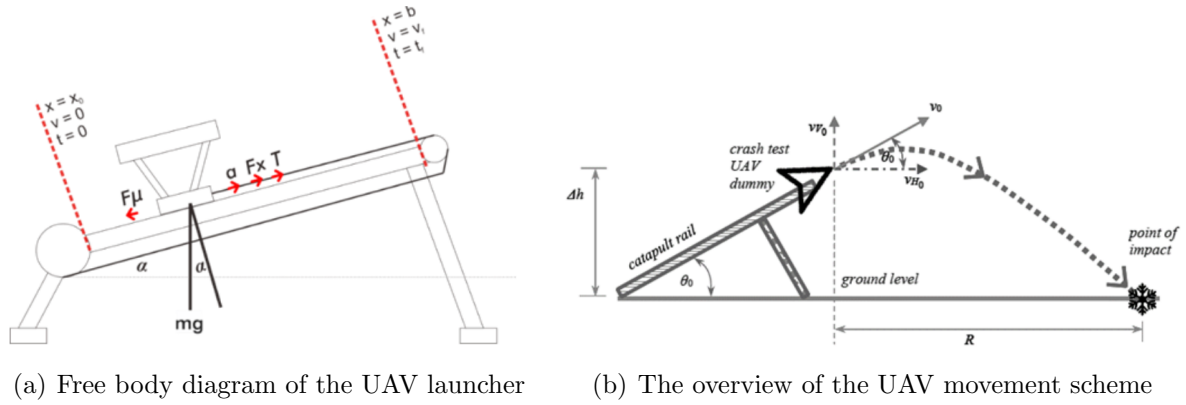 x = x₀
v = 0
t = 0
x = b
v = v₁
t = t₁
Fμ
a Fx T
α
α
mg
Δh
crash test
UAV
dummy
vV₀
v₀
θ₀
vH₀
catapult rail
θ₀
ground level
point of
impact
R
(a) Free body diagram of the UAV launcher
(b) The overview of the UAV movement scheme